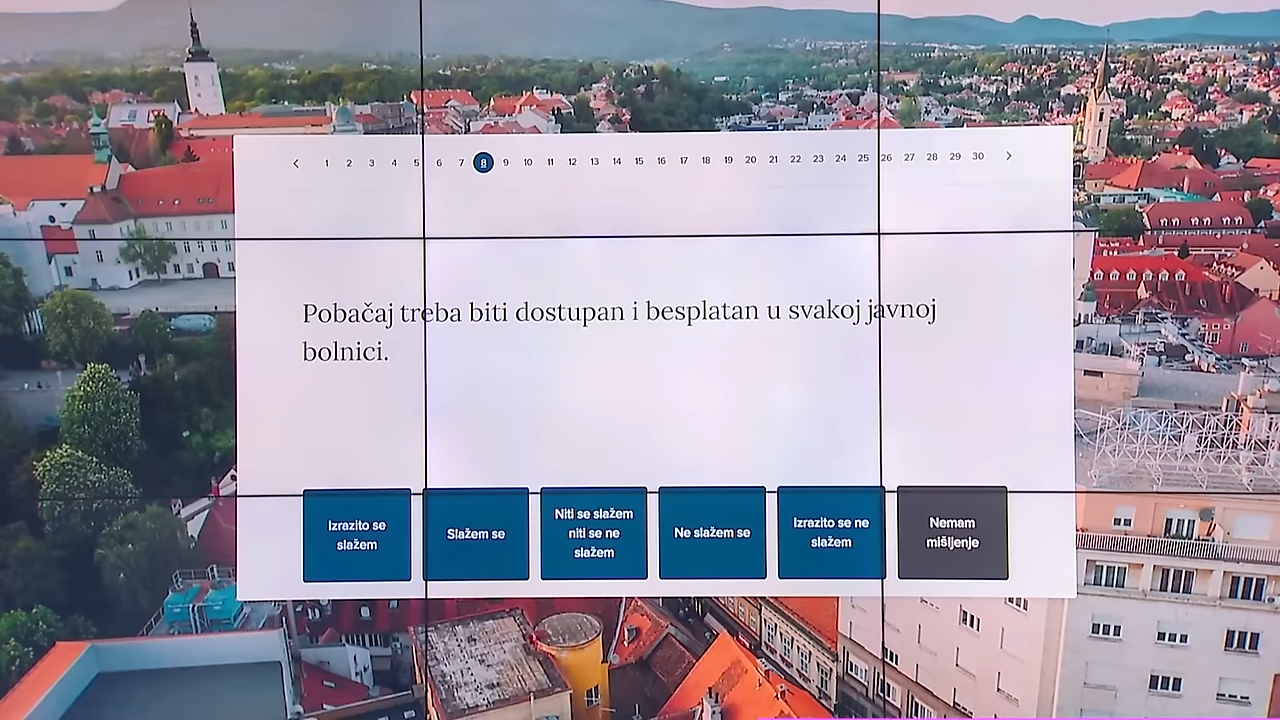 < 1 2 3 4 5 6 7 8 9 10 11 12 13 14 15 16 17 18 19 20 21 22 23 24 25 26 27 28 29 30 >
Pobačaj treba biti dostupan i besplatan u svakoj javnoj
bolnici.
Izrazito se
slažem
Slažem se
Niti se slažem
niti se ne
slažem
Ne slažem se
Izrazito se ne
slažem
Nemam
mišljenje